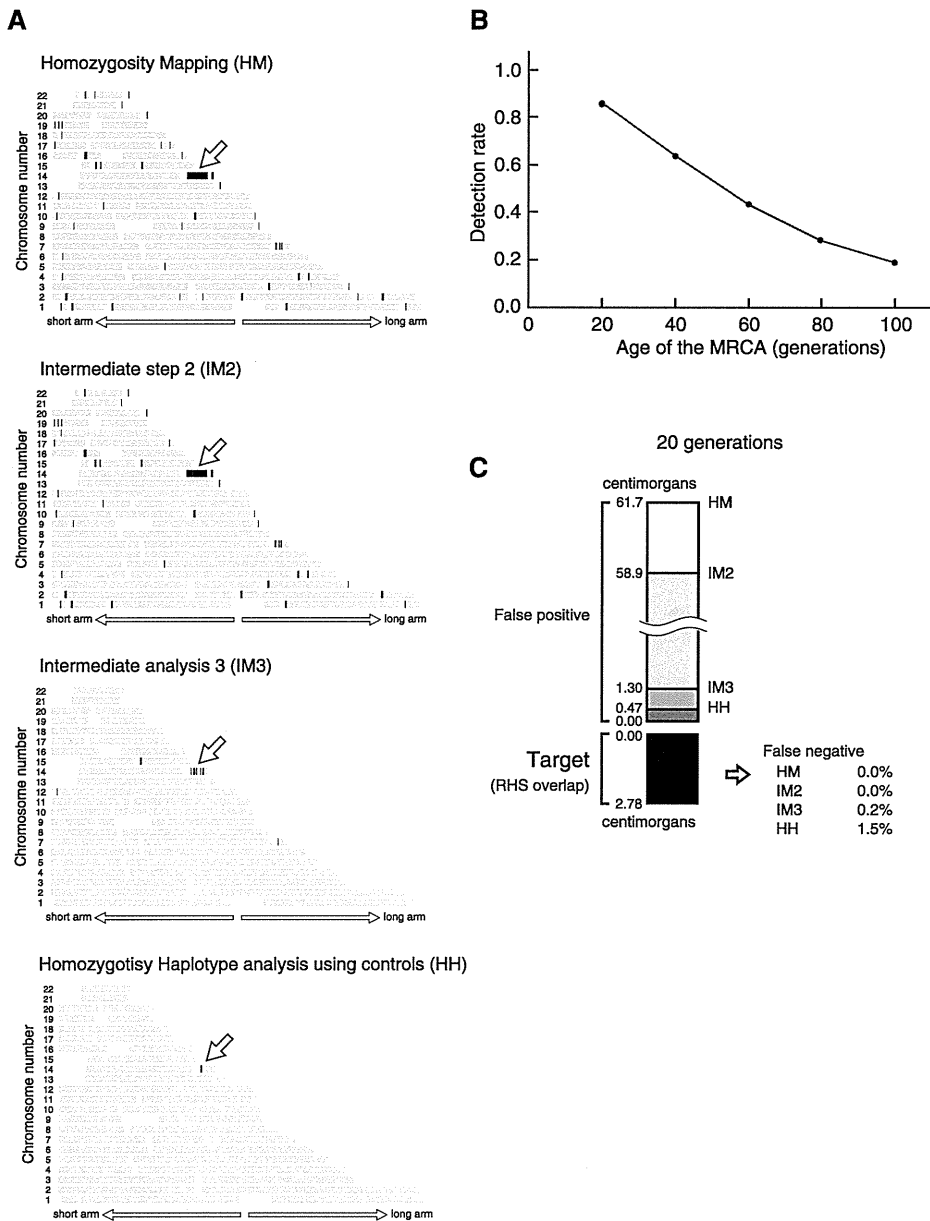 A
Homozygosity Mapping (HM)
Chromosome number
22
21
20
19
18
17
16
15
14
13
12
11
10
9
8
7
6
5
4
3
2
1
short arm
long arm
Intermediate step 2 (IM2)
Chromosome number
22
21
20
19
18
17
16
15
14
13
12
11
10
9
8
7
6
5
4
3
2
1
short arm
long arm
Intermediate analysis 3 (IM3)
Chromosome number
22
21
20
19
18
17
16
15
14
13
12
11
10
9
8
7
6
5
4
3
2
1
short arm
long arm
Homozygotisy Haplotype analysis using controls (HH)
Chromosome number
22
21
20
19
18
17
16
15
14
13
12
11
10
9
8
7
6
5
4
3
2
1
short arm
long arm
B
Detection rate
1.0
0.8
0.6
0.4
0.2
0.0
0
20
40
60
80
100
Age of the MRCA (generations)
20 generations
C
centimorgans
61.7
HM
58.9
IM2
False positive
1.30
IM3
0.47
HH
0.00
0.00
Target
(RHS overlap)
2.78
centimorgans
False negative
HM 0.0%
IM2 0.0%
IM3 0.2%
HH 1.5%